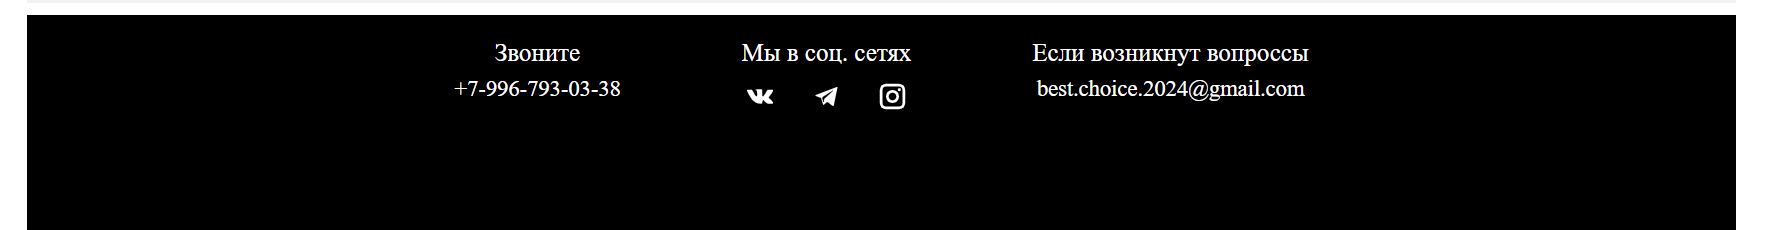 Звоните
+7-996-793-03-38
Мы в соц. сетях
Если возникнут вопроссы
best.choice.2024@gmail.com